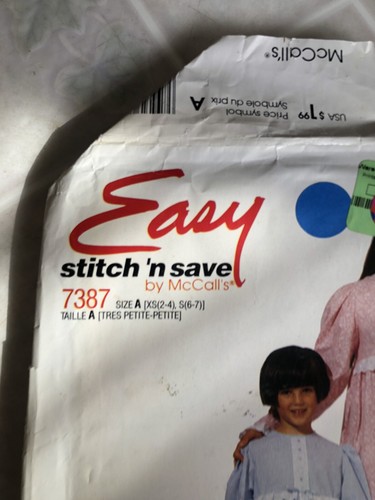 McCall's®
USA $1.99 Price symbol A
Symbole du prix
Easy
stitch 'n save
by McCall's®
7387 SIZE A [XS(2-4), S(6-7)]
TAILLE A [TRES PETITE-PETITE]